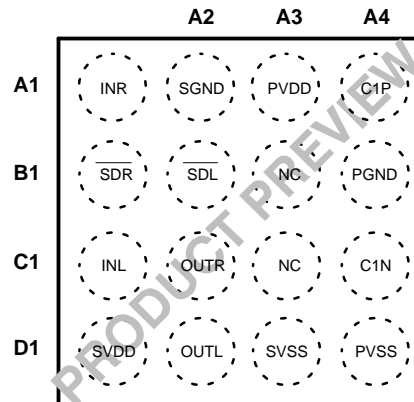 A2 A3 A4
A1 INR SGND PVDD C1P
B1 SDR SDL NC PGND
C1 INL OUTR NC C1N
D1 SVDD OUTL SVSS PVSS
PRODUCT PREVIEW